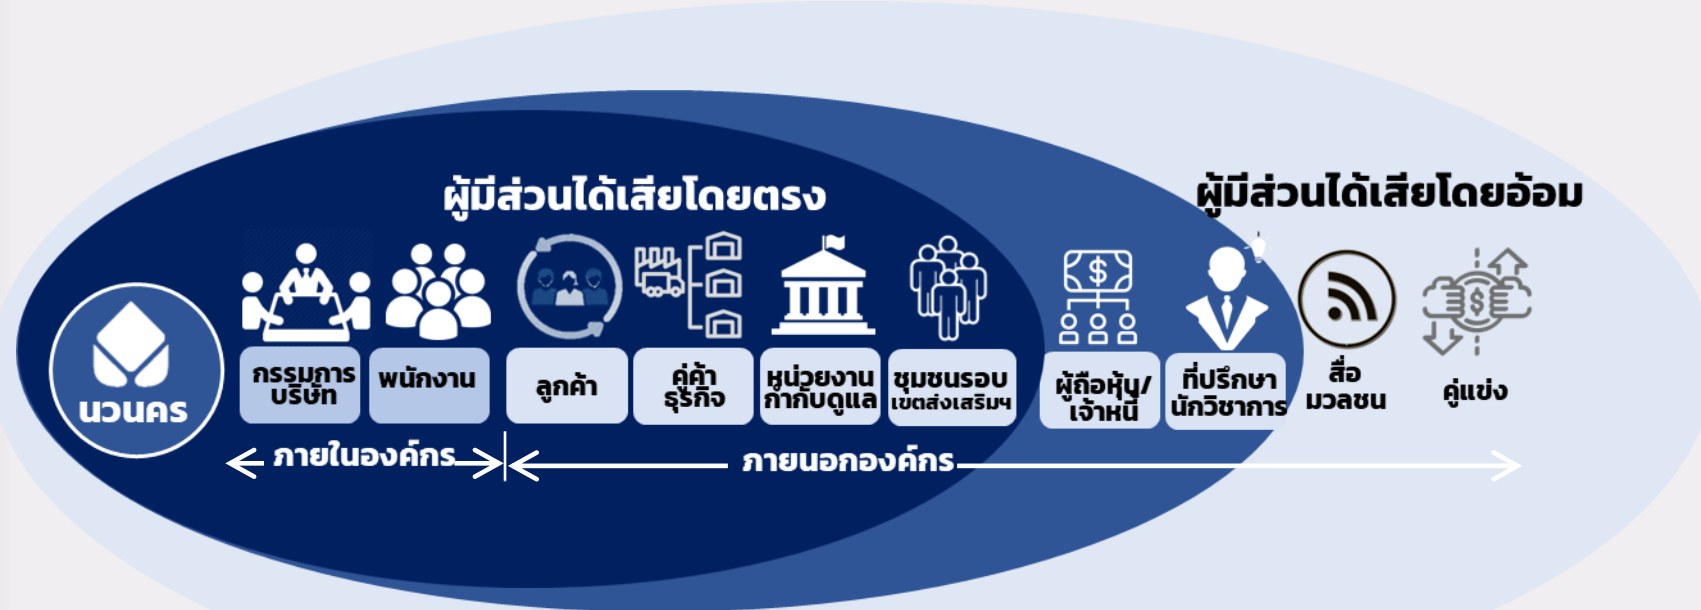 ผู้มีส่วนได้เสียโดยตรง
ผู้มีส่วนได้เสียโดยอ้อม
นวนคร
กรรมการ
บริษัท
พนักงาน
ลูกค้า
คู่ค้า
ธุรกิจ
หน่วยงาน
กำกับดูแล
ชุมชนรอบ
เขตส่งเสริมฯ
ผู้ถือหุ้น/
เจ้าหนี้
ที่ปรึกษา
นักวิชาการ
สื่อ
มวลชน
คู่แข่ง
ภายในองค์กร
ภายนอกองค์กร